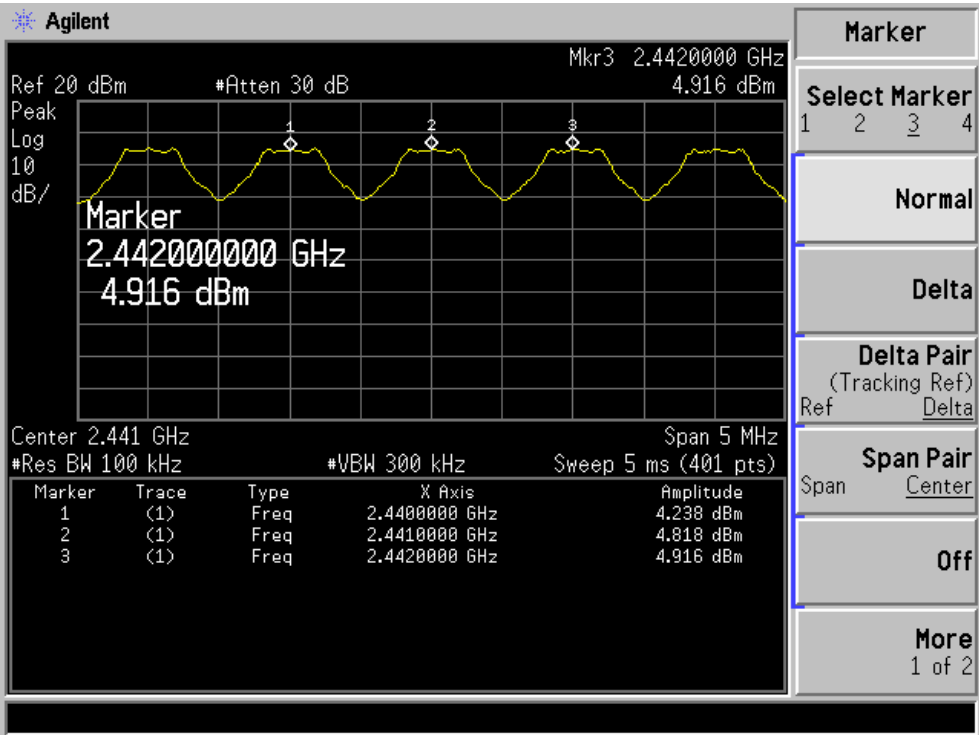 Agilent
Marker
Mkr3 2.4420000 GHz
Ref 20 dBm #Atten 30 dB 4.916 dBm
Peak
Log
10
dB/
1 2 3
Marker
2.442000000 GHz
4.916 dBm
Center 2.441 GHz Span 5 MHz
#Res BW 100 kHz #VBW 300 kHz Sweep 5 ms (401 pts)
Marker Trace Type X Axis Amplitude
1 (1) Freq 2.4400000 GHz 4.238 dBm
2 (1) Freq 2.4410000 GHz 4.818 dBm
3 (1) Freq 2.4420000 GHz 4.916 dBm
Select Marker
1 2 3 4
Normal
Delta
Delta Pair
(Tracking Ref)
Ref Delta
Span Pair
Span Center
Off
More
1 of 2